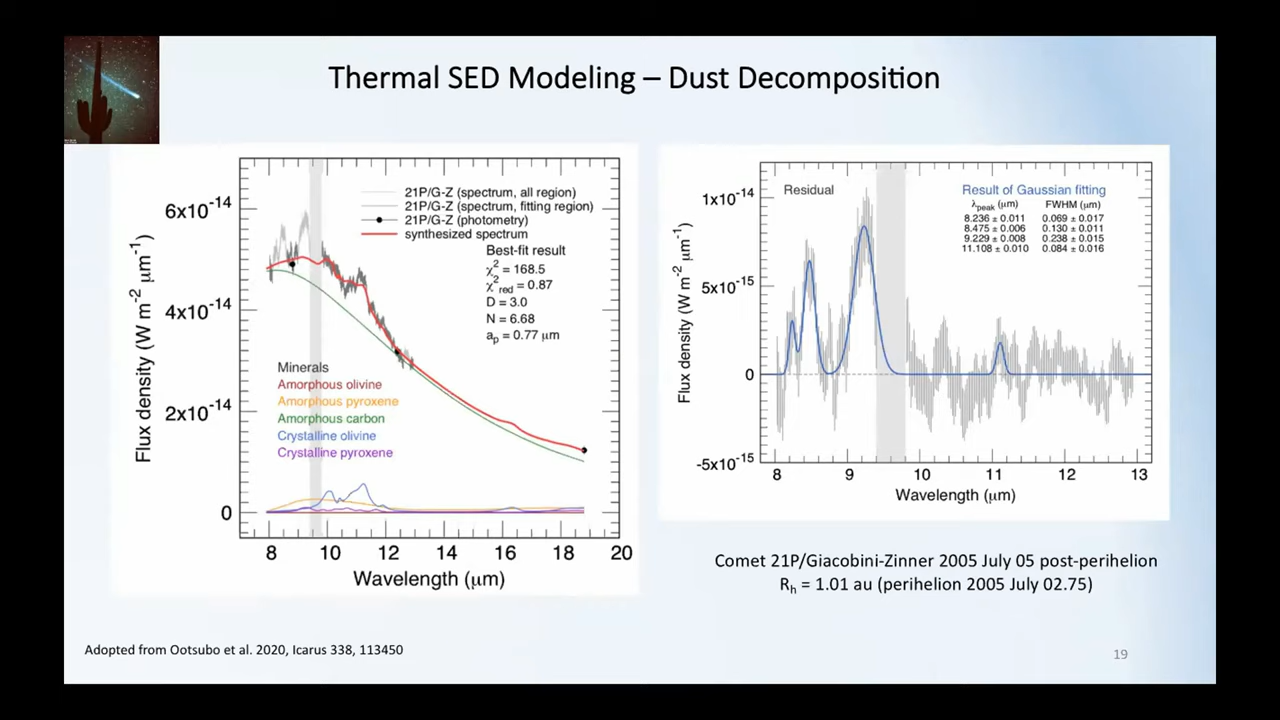 Thermal SED Modeling – Dust Decomposition
21P/G-Z (spectrum, all region)
21P/G-Z (spectrum, fitting region)
21P/G-Z (photometry)
synthesized spectrum
Best-fit result
χ² = 168.5
χ²red = 0.87
D = 3.0
N = 6.68
ap = 0.77 μm
6x10⁻¹⁴
4x10⁻¹⁴
2x10⁻¹⁴
0
Flux density (W m⁻² μm⁻¹)
Minerals
Amorphous olivine
Amorphous pyroxene
Amorphous carbon
Crystalline olivine
Crystalline pyroxene
8 10 12 14 16 18 20
Wavelength (μm)
Residual
Result of Gaussian fitting
λpeak (μm) FWHM (μm)
8.236 ± 0.011 0.069 ± 0.017
8.475 ± 0.006 0.130 ± 0.011
9.229 ± 0.008 0.238 ± 0.015
11.108 ± 0.010 0.084 ± 0.016
1x10⁻¹⁴
5x10⁻¹⁵
0
-5x10⁻¹⁵
Flux density (W m⁻² μm⁻¹)
8 9 10 11 12 13
Wavelength (μm)
Comet 21P/Giacobini-Zinner 2005 July 05 post-perihelion
Rh = 1.01 au (perihelion 2005 July 02.75)
Adopted from Ootsubo et al. 2020, Icarus 338, 113450
19